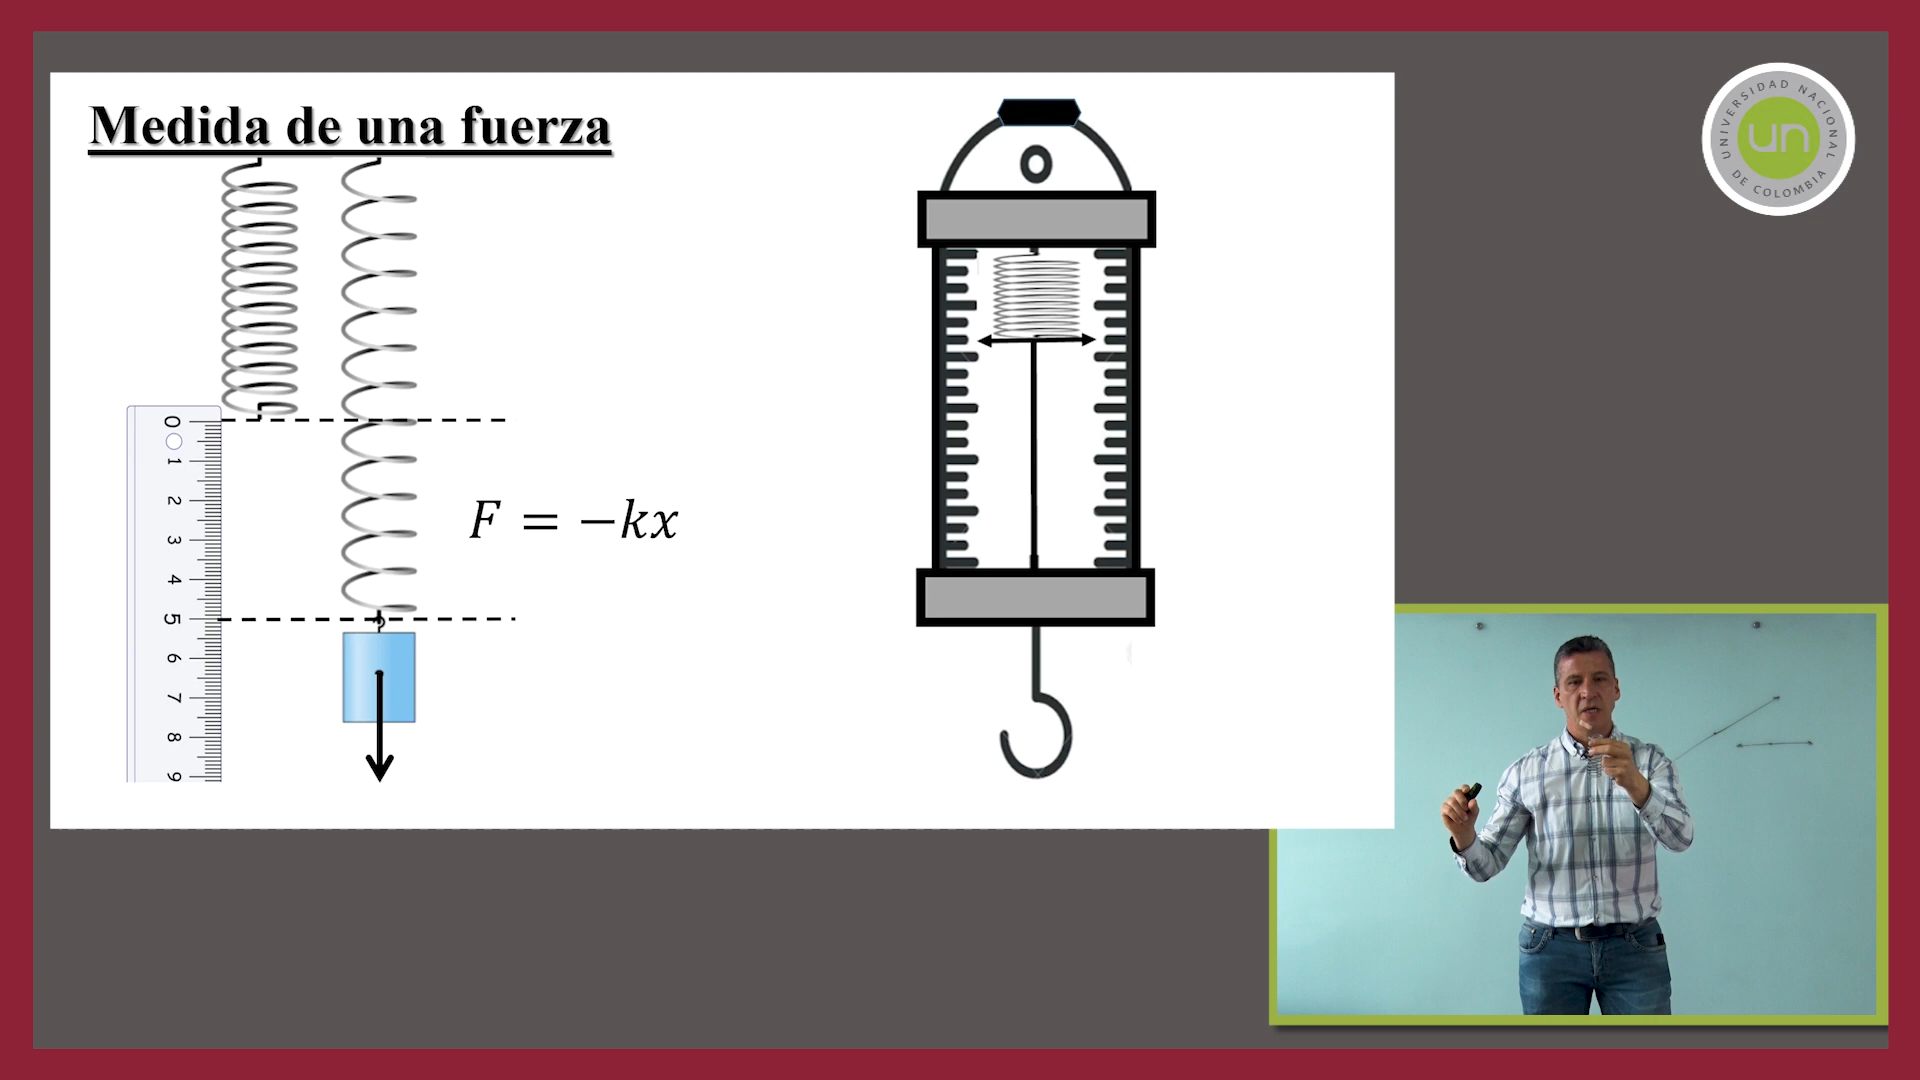 Medida de una fuerza
0
1
2
3
4
5
6
7
8
9
F = −kx
UNIVERSIDAD NACIONAL
DE COLOMBIA
un